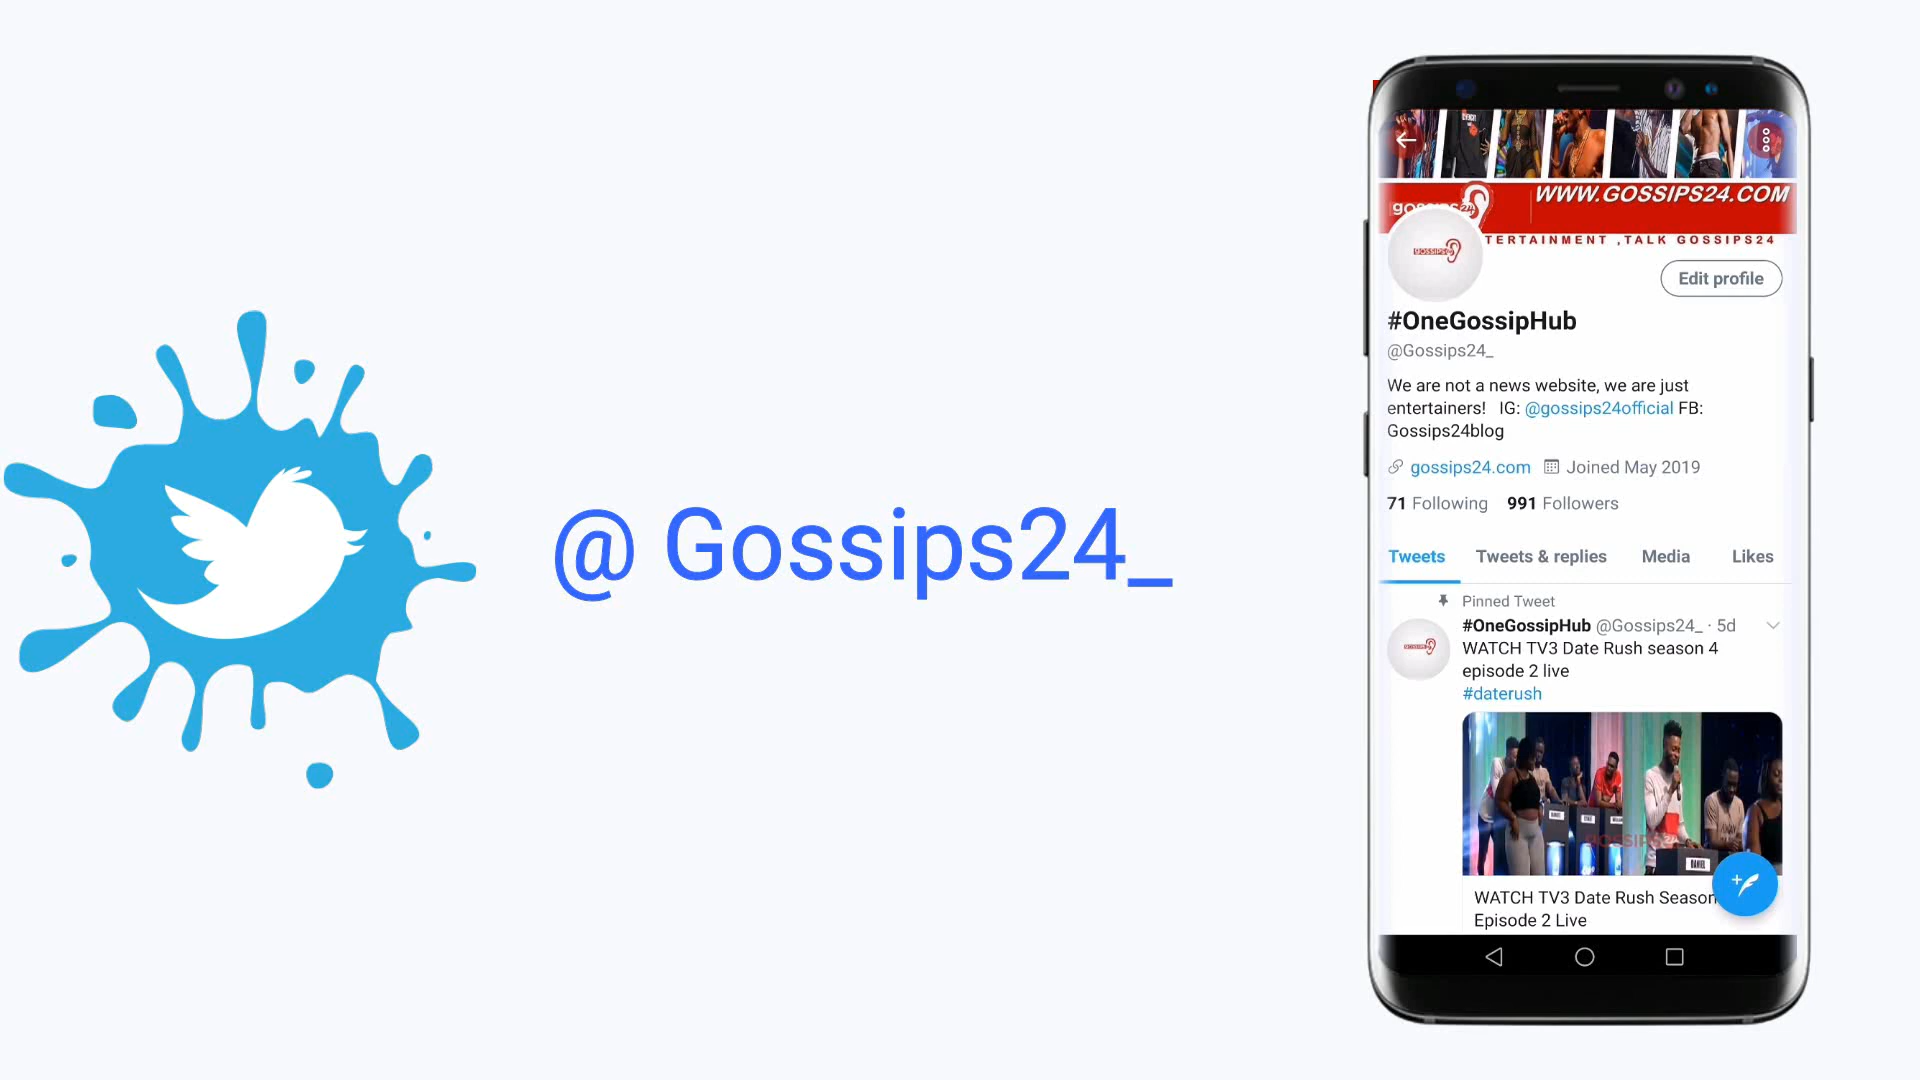 @ Gossips24_
WWW.GOSSIPS24.COM
TERTAINMENT ,TALK GOSSIPS24
GOSSIPS24
Edit profile
#OneGossipHub
@Gossips24_
We are not a news website, we are just
entertainers! IG: @gossips24official FB:
Gossips24blog
gossips24.com Joined May 2019
71 Following 991 Followers
Tweets Tweets & replies Media Likes
Pinned Tweet
#OneGossipHub @Gossips24_ · 5d
WATCH TV3 Date Rush season 4
episode 2 live
#daterush
GOSSIPS24
DANIEL
WATCH TV3 Date Rush Season
Episode 2 Live